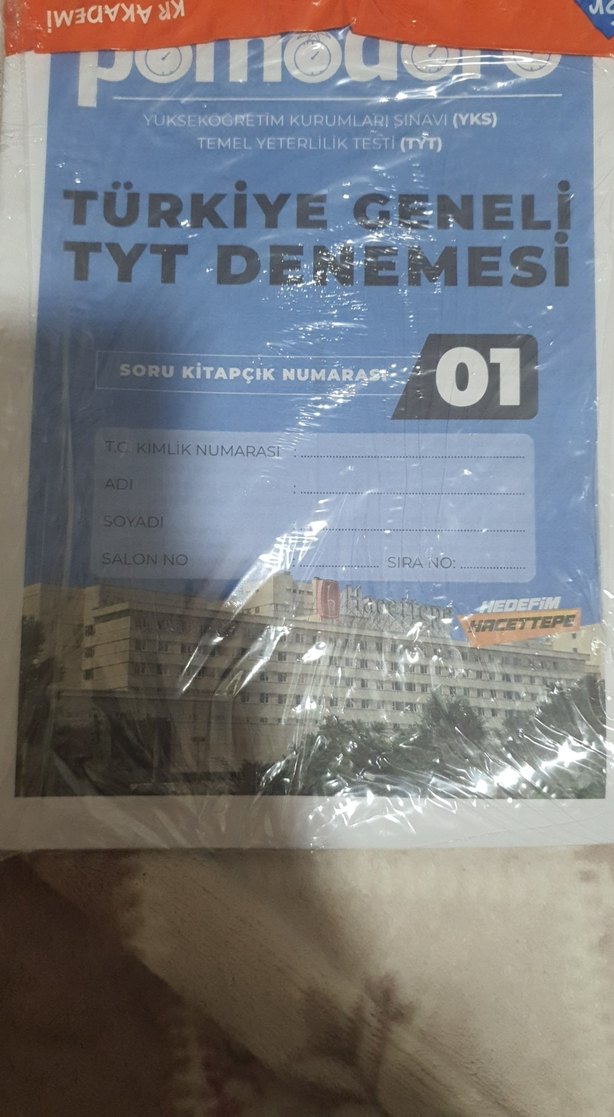 KR AKADEMİ
pomodoro
YÜKSEKÖĞRETİM KURUMLARI SINAVI (YKS)
TEMEL YETERLİLİK TESTİ (TYT)
TÜRKİYE GENELİ
TYT DENEMESİ
SORU KİTAPÇIK NUMARASI 01
T.C. KİMLİK NUMARASI :
ADI :
SOYADI :
SALON NO : SIRA NO:
Hacettepe
HEDEFİM
HACETTEPE